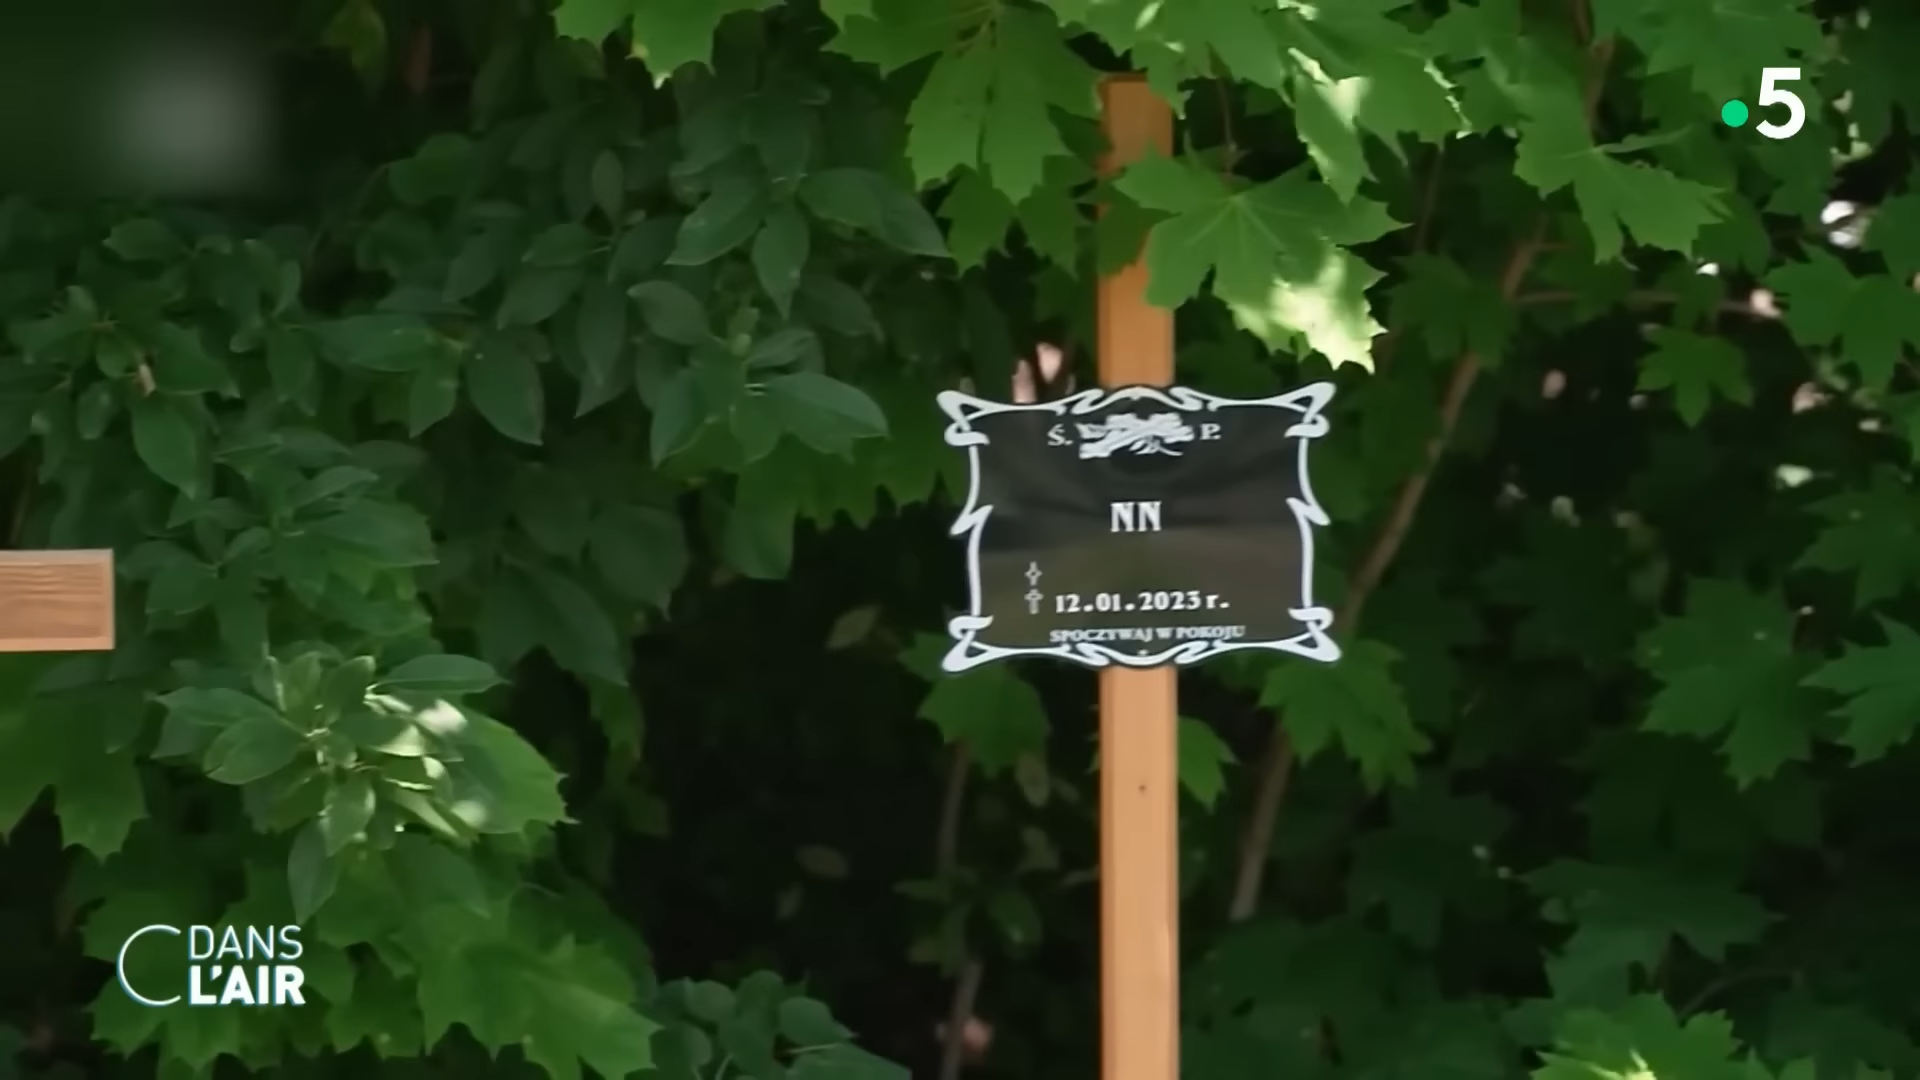 5
Ś. P.
NN
12.01.2023 r.
SPOCZYWAJ W POKOJU
C DANS
L'AIR